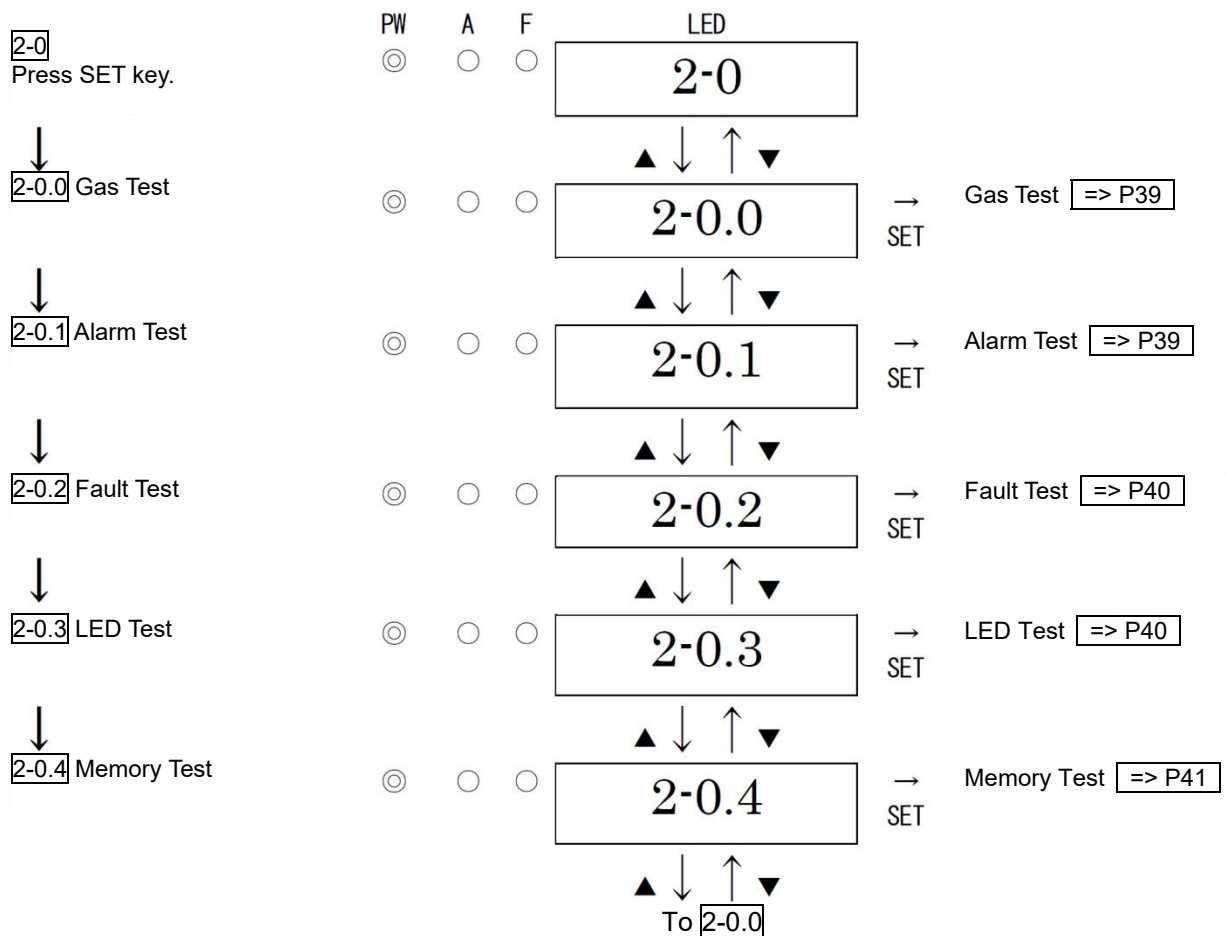 PW A F LED
2-0
Press SET key.
2-0
▲ ↓ ↑ ▼
↓
2-0.0 Gas Test
2-0.0
→ SET
Gas Test => P39
▲ ↓ ↑ ▼
↓
2-0.1 Alarm Test
2-0.1
→ SET
Alarm Test => P39
▲ ↓ ↑ ▼
↓
2-0.2 Fault Test
2-0.2
→ SET
Fault Test => P40
▲ ↓ ↑ ▼
↓
2-0.3 LED Test
2-0.3
→ SET
LED Test => P40
▲ ↓ ↑ ▼
↓
2-0.4 Memory Test
2-0.4
→ SET
Memory Test => P41
▲ ↓ ↑ ▼
To 2-0.0